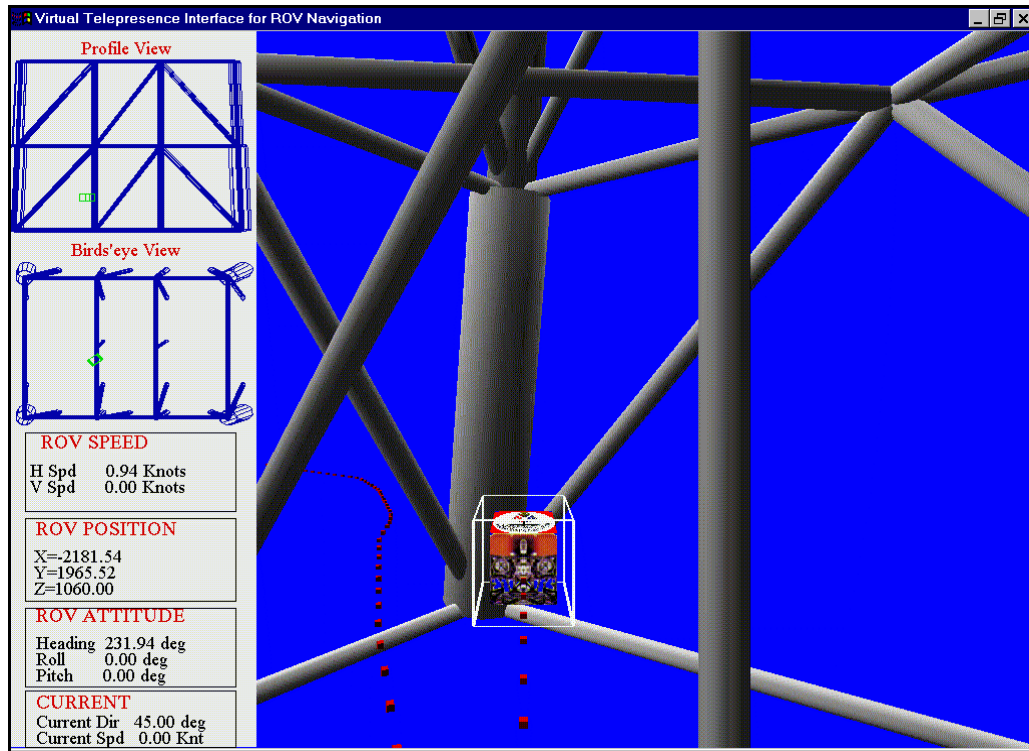 Virtual Telepresence Interface for ROV Navigation
Profile View
Birds'eye View
ROV SPEED
H Spd 0.94 Knots
V Spd 0.00 Knots
ROV POSITION
X=-2181.54
Y=1965.52
Z=1060.00
ROV ATTITUDE
Heading 231.94 deg
Roll 0.00 deg
Pitch 0.00 deg
CURRENT
Current Dir 45.00 deg
Current Spd 0.00 Knt